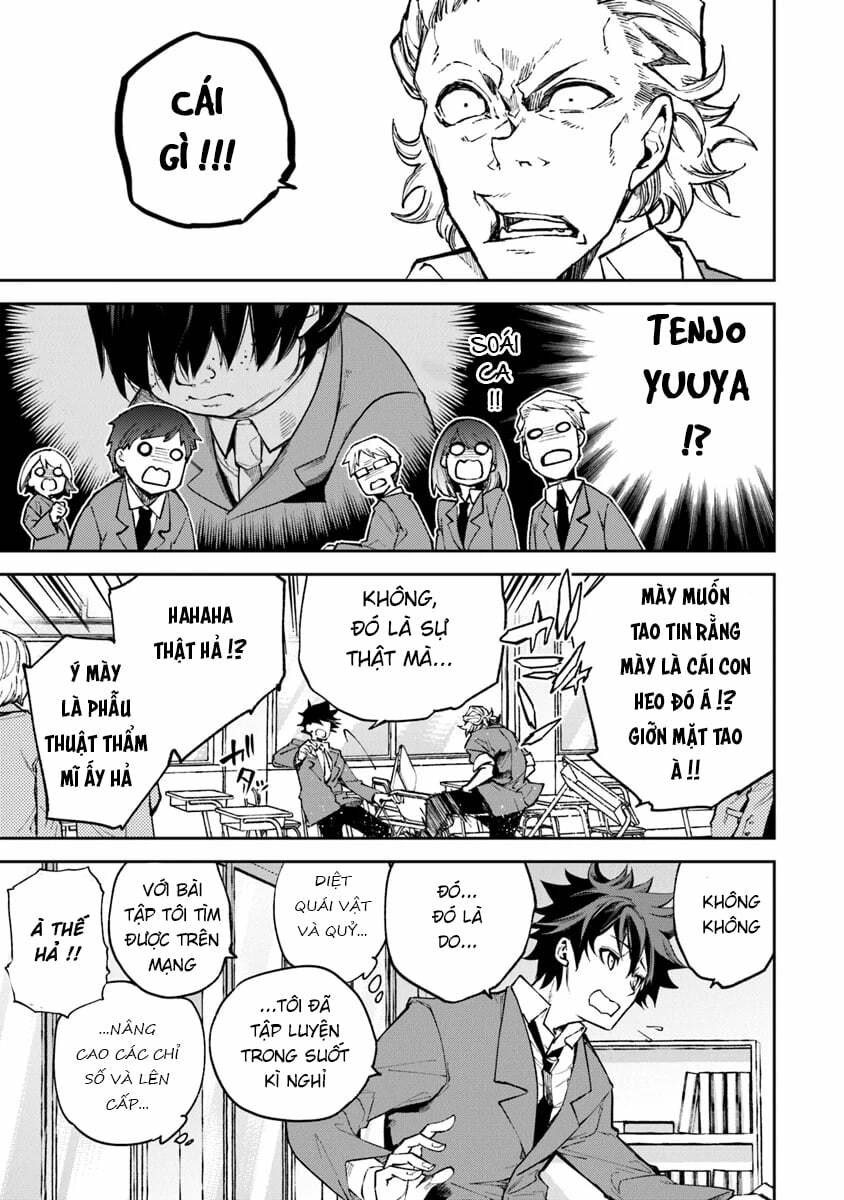 CÁI
GÌ !!!
TENJO
YUUYA
!?
SOÁI
CA
!!
MÀY MUỐN
TAO TIN RẰNG
MÀY LÀ CÁI CON
HEO ĐÓ Á !?
GIỠN MẶT TAO
À !!
KHÔNG,
ĐÓ LÀ SỰ
THẬT MÀ...
HAHAHA
THẬT HẢ !?
Ý MÀY
LÀ PHẪU
THUẬT THẨM
MĨ ẤY HẢ
ガタッ
KHÔNG
KHÔNG
ĐÓ...
ĐÓ LÀ
DO...
DIỆT
QUÁI VẬT
VÀ QUỶ...
...TÔI ĐÃ
TẬP LUYỆN
TRONG SUỐT
KÌ NGHỈ
VỚI BÀI
TẬP TÔI TÌM
ĐƯỢC TRÊN
MẠNG
...NÂNG
CAO CÁC CHỈ
SỐ VÀ LÊN
CẤP...
À THẾ
HẢ !!